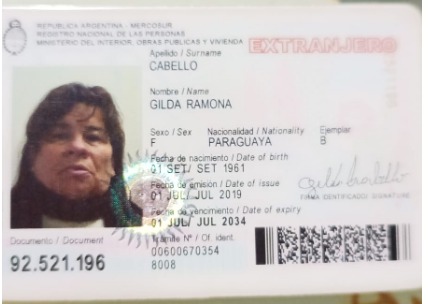 REPUBLICA ARGENTINA - MERCOSUR
REGISTRO NACIONAL DE LAS PERSONAS
MINISTERIO DEL INTERIOR, OBRAS PUBLICAS Y VIVIENDA
EXTRANJERO
Apellido / Surname
CABELLO
Nombre / Name
GILDA RAMONA
Sexo / Sex Nacionalidad / Nationality Ejemplar
F PARAGUAYA B
Fecha de nacimiento / Date of birth
01 SET/ SET 1961
Fecha de emisión / Date of issue
01 JUL/ JUL 2019
FIRMA IDENTIFICADO/ SIGNATURE
Fecha de vencimiento / Date of expiry
01 JUL/ JUL 2034
Documento / Document
92.521.196
Trámite N° / Of. ident.
00600670354
8008